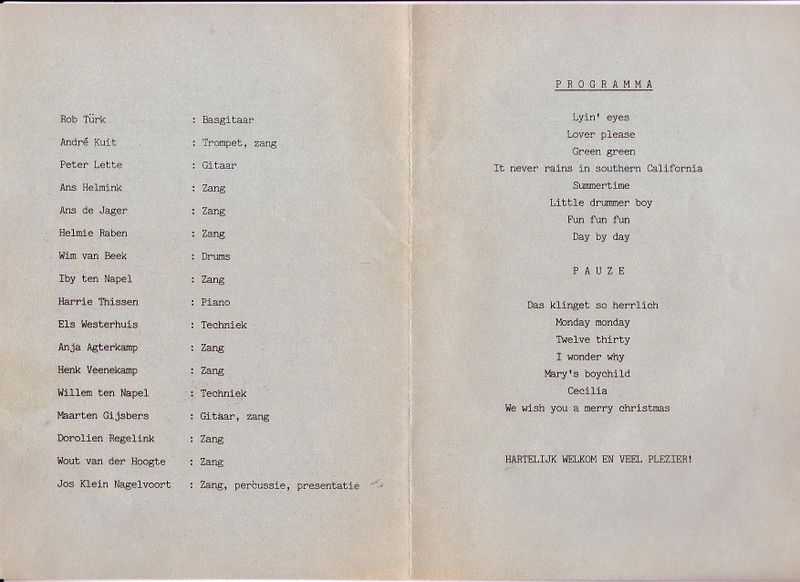 Rob Türk : Basgitaar
André Kuit : Trompet, zang
Peter Lette : Gitaar
Ans Helmink : Zang
Ans de Jager : Zang
Helmie Raben : Zang
Wim van Beek : Drums
Iby ten Napel : Zang
Harrie Thissen : Piano
Els Westerhuis : Techniek
Anja Agterkamp : Zang
Henk Veenekamp : Zang
Willem ten Napel : Techniek
Maarten Gijsbers : Gitaar, zang
Dorolien Regelink : Zang
Wout van der Hoogte : Zang
Jos Klein Nagelvoort : Zang, percussie, presentatie
PROGRAMMA
Lyin' eyes
Lover please
Green green
It never rains in southern California
Summertime
Little drummer boy
Fun fun fun
Day by day
PAUZE
Das klinget so herrlich
Monday monday
Twelve thirty
I wonder why
Mary's boychild
Cecilia
We wish you a merry christmas
HARTELIJK WELKOM EN VEEL PLEZIER!